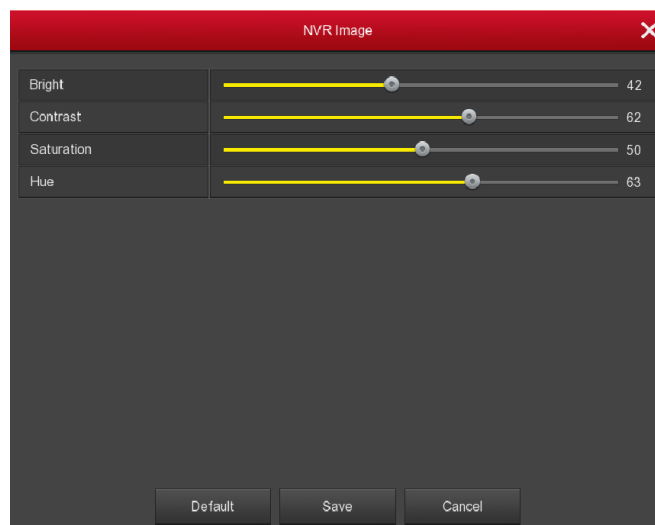 NVR Image
Bright 42
Contrast 62
Saturation 50
Hue 63
Default Save Cancel